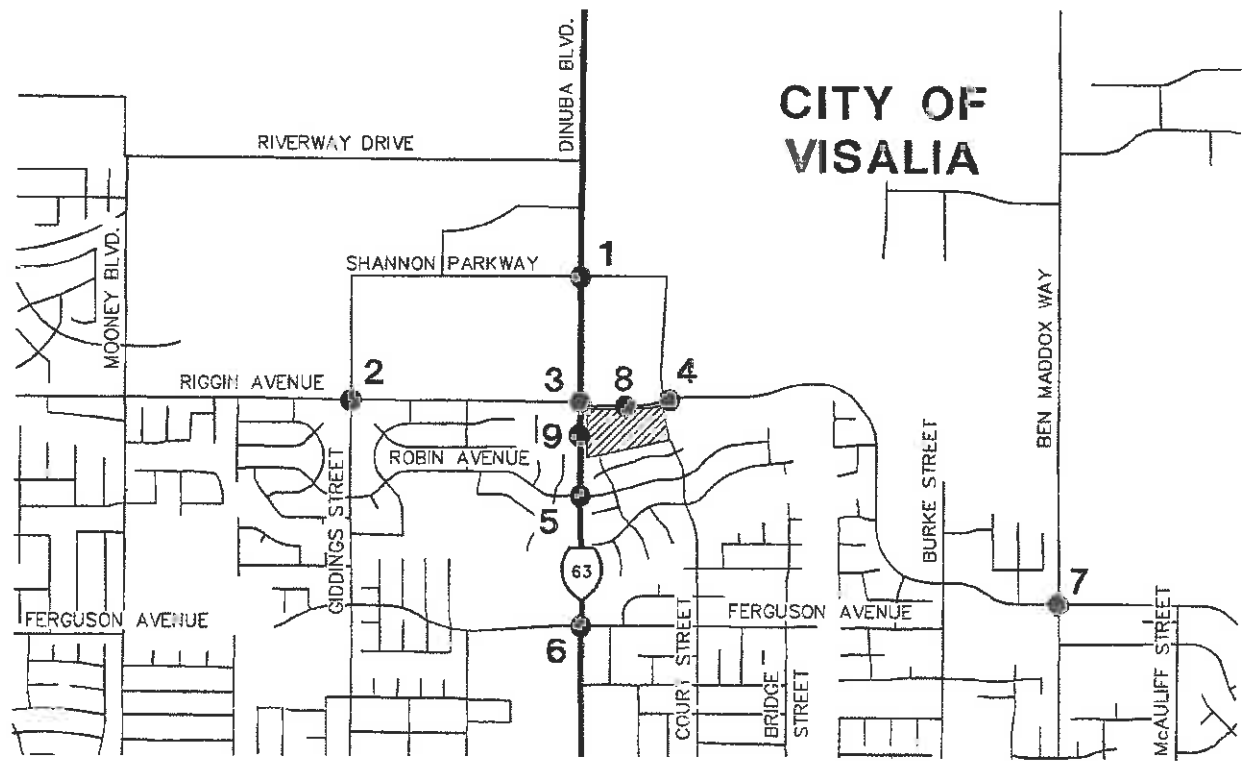 DINUBA BLVD.
CITY OF
VISALIA
RIVERWAY DRIVE
MOONEY BLVD.
SHANNON PARKWAY
1
BEN MADDOX WAY
RIGGIN AVENUE
2
3
8
4
9
ROBIN AVENUE
5
GIDDINGS STREET
BURKE STREET
63
7
FERGUSON AVENUE
FERGUSON AVENUE
6
COURT STREET
BRIDGE
STREET
McAULIFF STREET